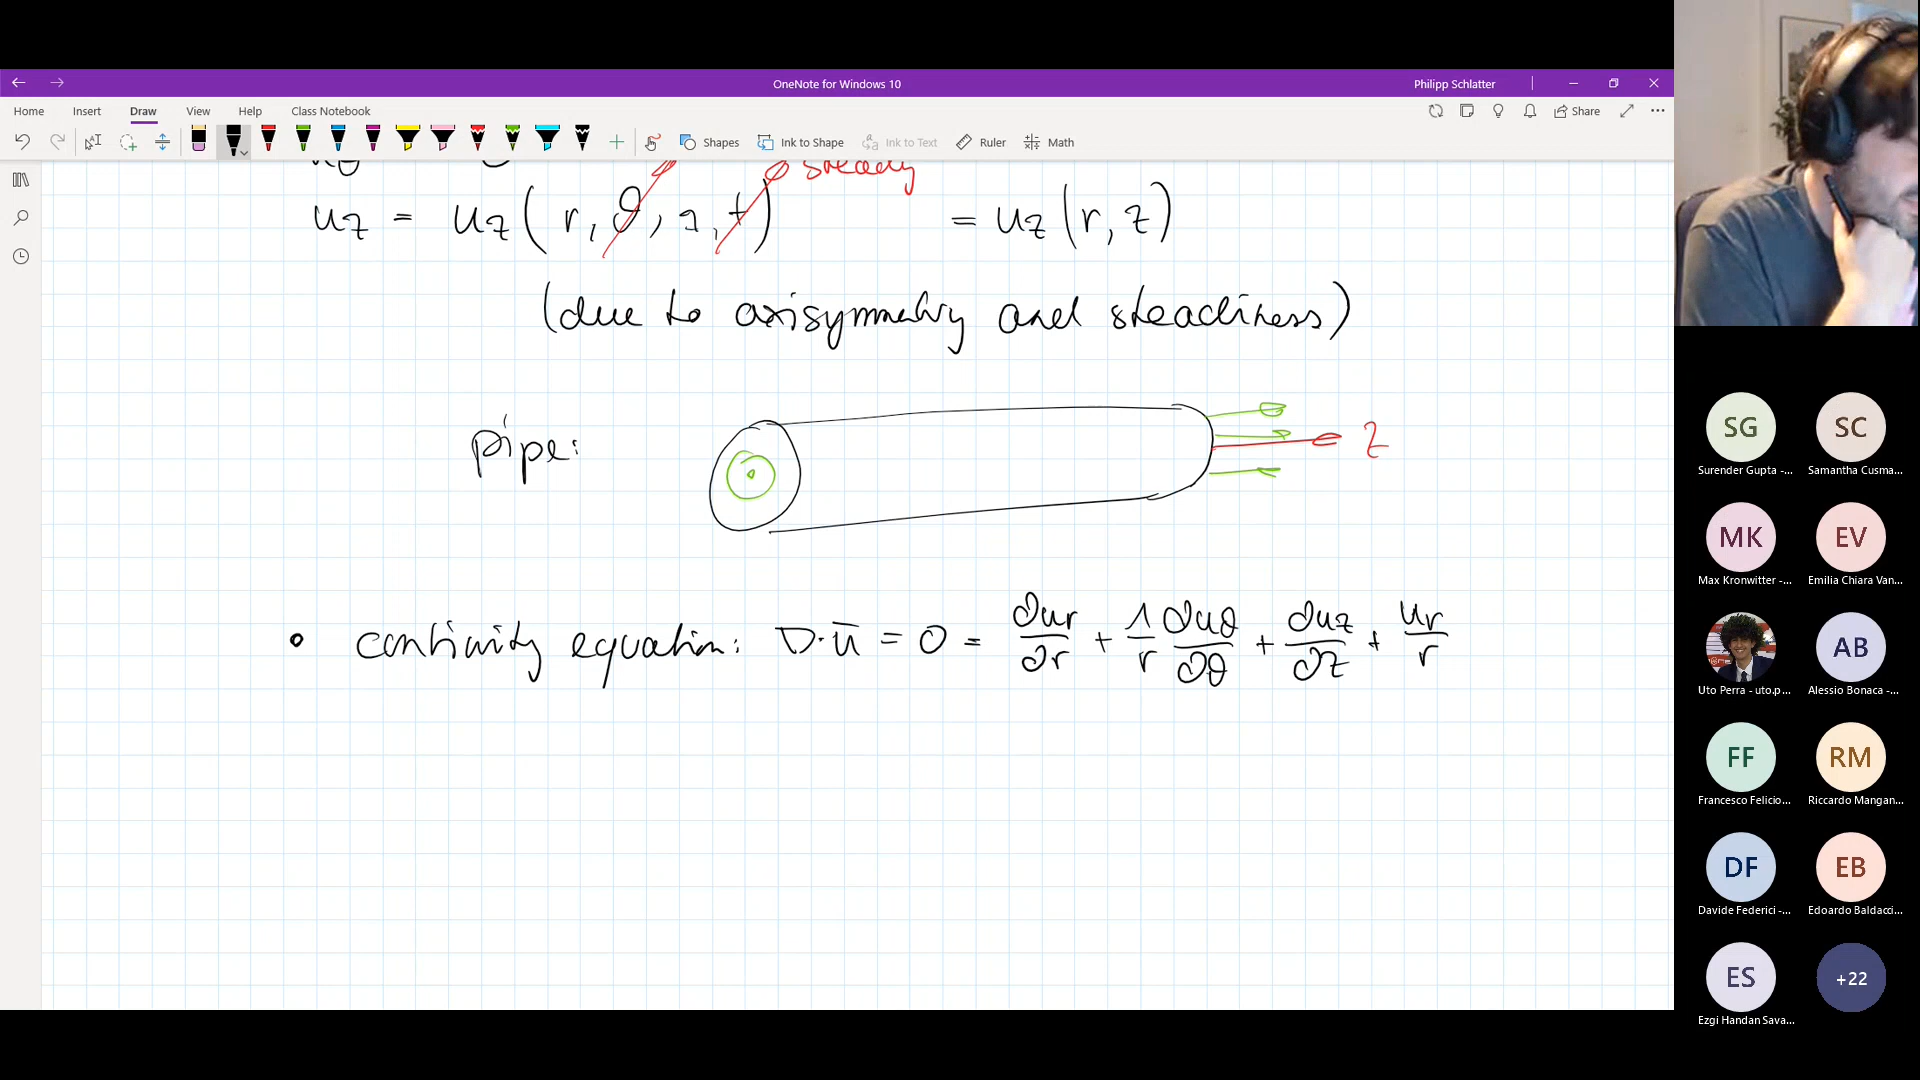 OneNote for Windows 10
Philipp Schlatter
Home Insert Draw View Help Class Notebook
Share
Shapes Ink to Shape Ink to Text Ruler Math
steady
uz = uz (r, θ, z, t) = uz (r, z)
(due to axisymmetry and steadiness)
pipe:
z
• continuity equation: ∇·ū = 0 = ∂ur/∂r + 1/r ∂uθ/∂θ + ∂uz/∂z + ur/r
SG SC
Surender Gupta -... Samantha Cusma...
MK EV
Max Kronwitter -... Emilia Chiara Van...
AB
Uto Perra - uto.p... Alessio Bonaca -...
FF RM
Francesco Felicio... Riccardo Mangan...
DF EB
Davide Federici -... Edoardo Baldacci...
ES +22
Ezgi Handan Sava...